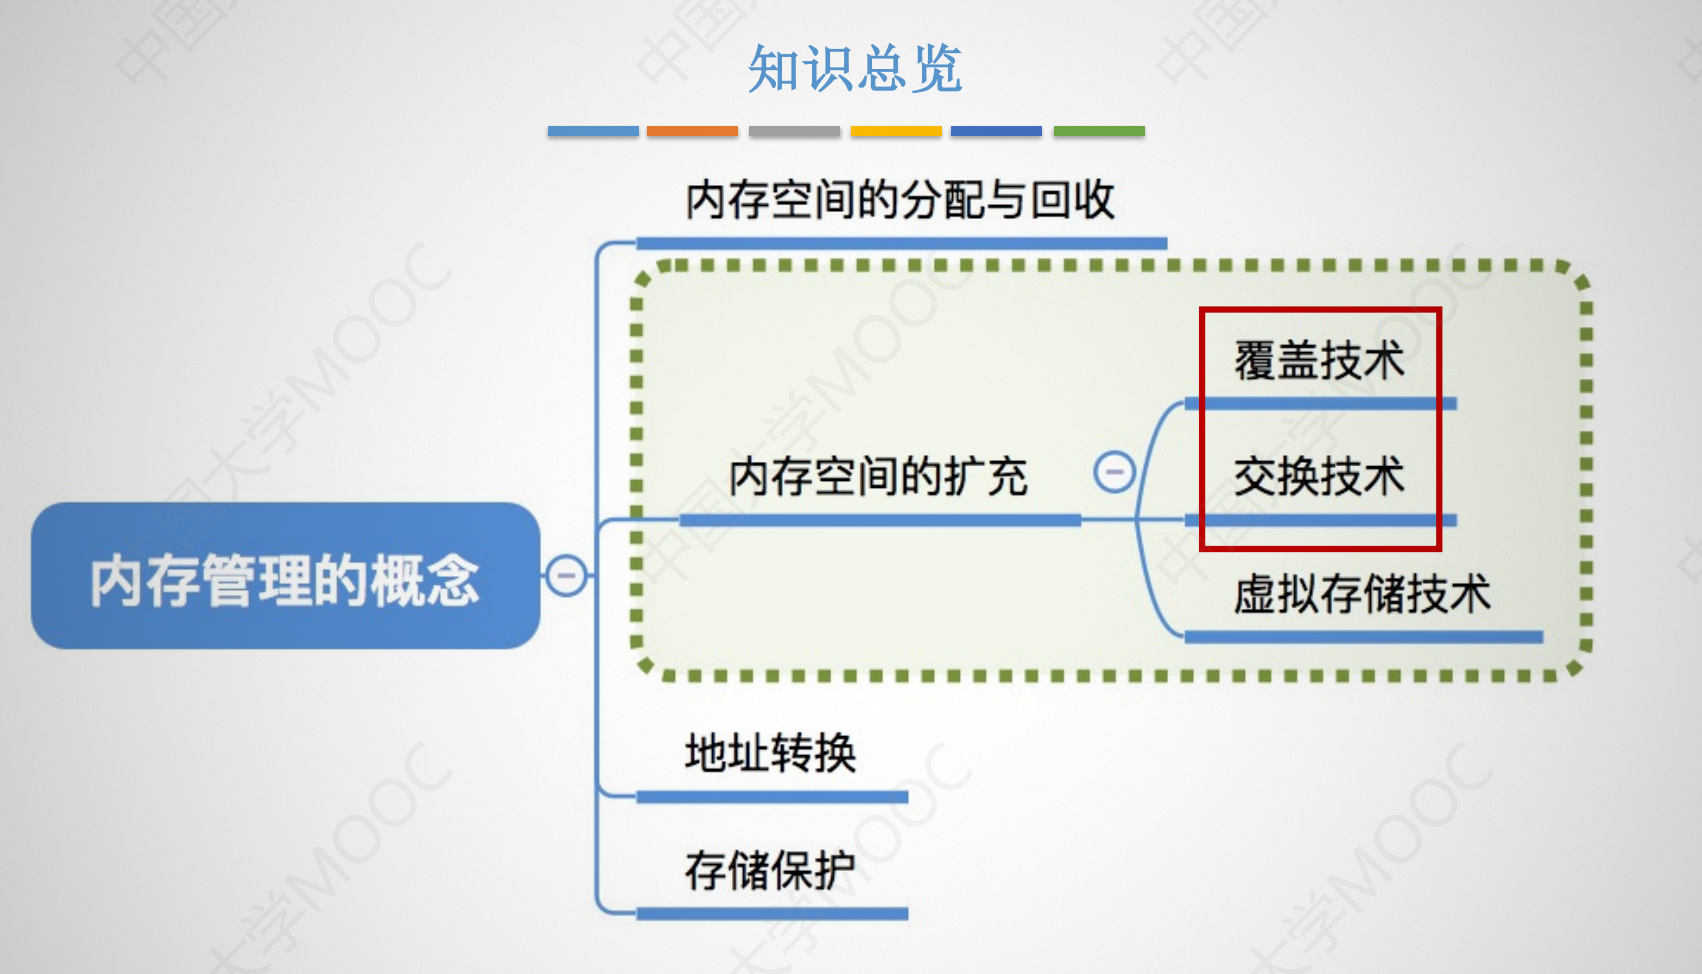 知识总览
内存空间的分配与回收
覆盖技术
内存空间的扩充
交换技术
内存管理的概念
虚拟存储技术
地址转换
存储保护
中国大学MOOC